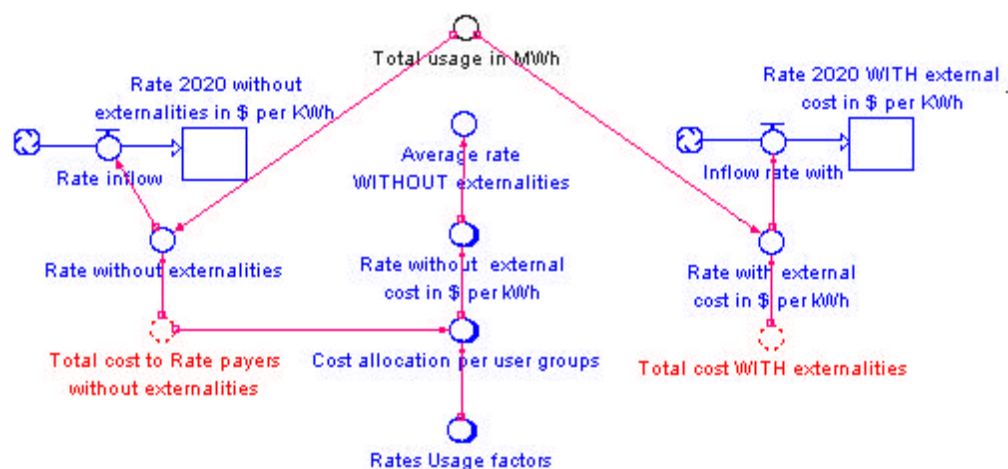 Total usage in MWh
Rate 2020 without
externalities in $ per KWh
Rate 2020 WITH external
cost in $ per KWh
Average rate
WITHOUT externalities
Rate inflow
Inflow rate with
Rate without externalities
Rate without external
cost in $ per kWh
Rate with external
cost in $ per kWh
Total cost to Rate payers
without externalities
Cost allocation per user groups
Total cost WITH externalities
Rates Usage factors